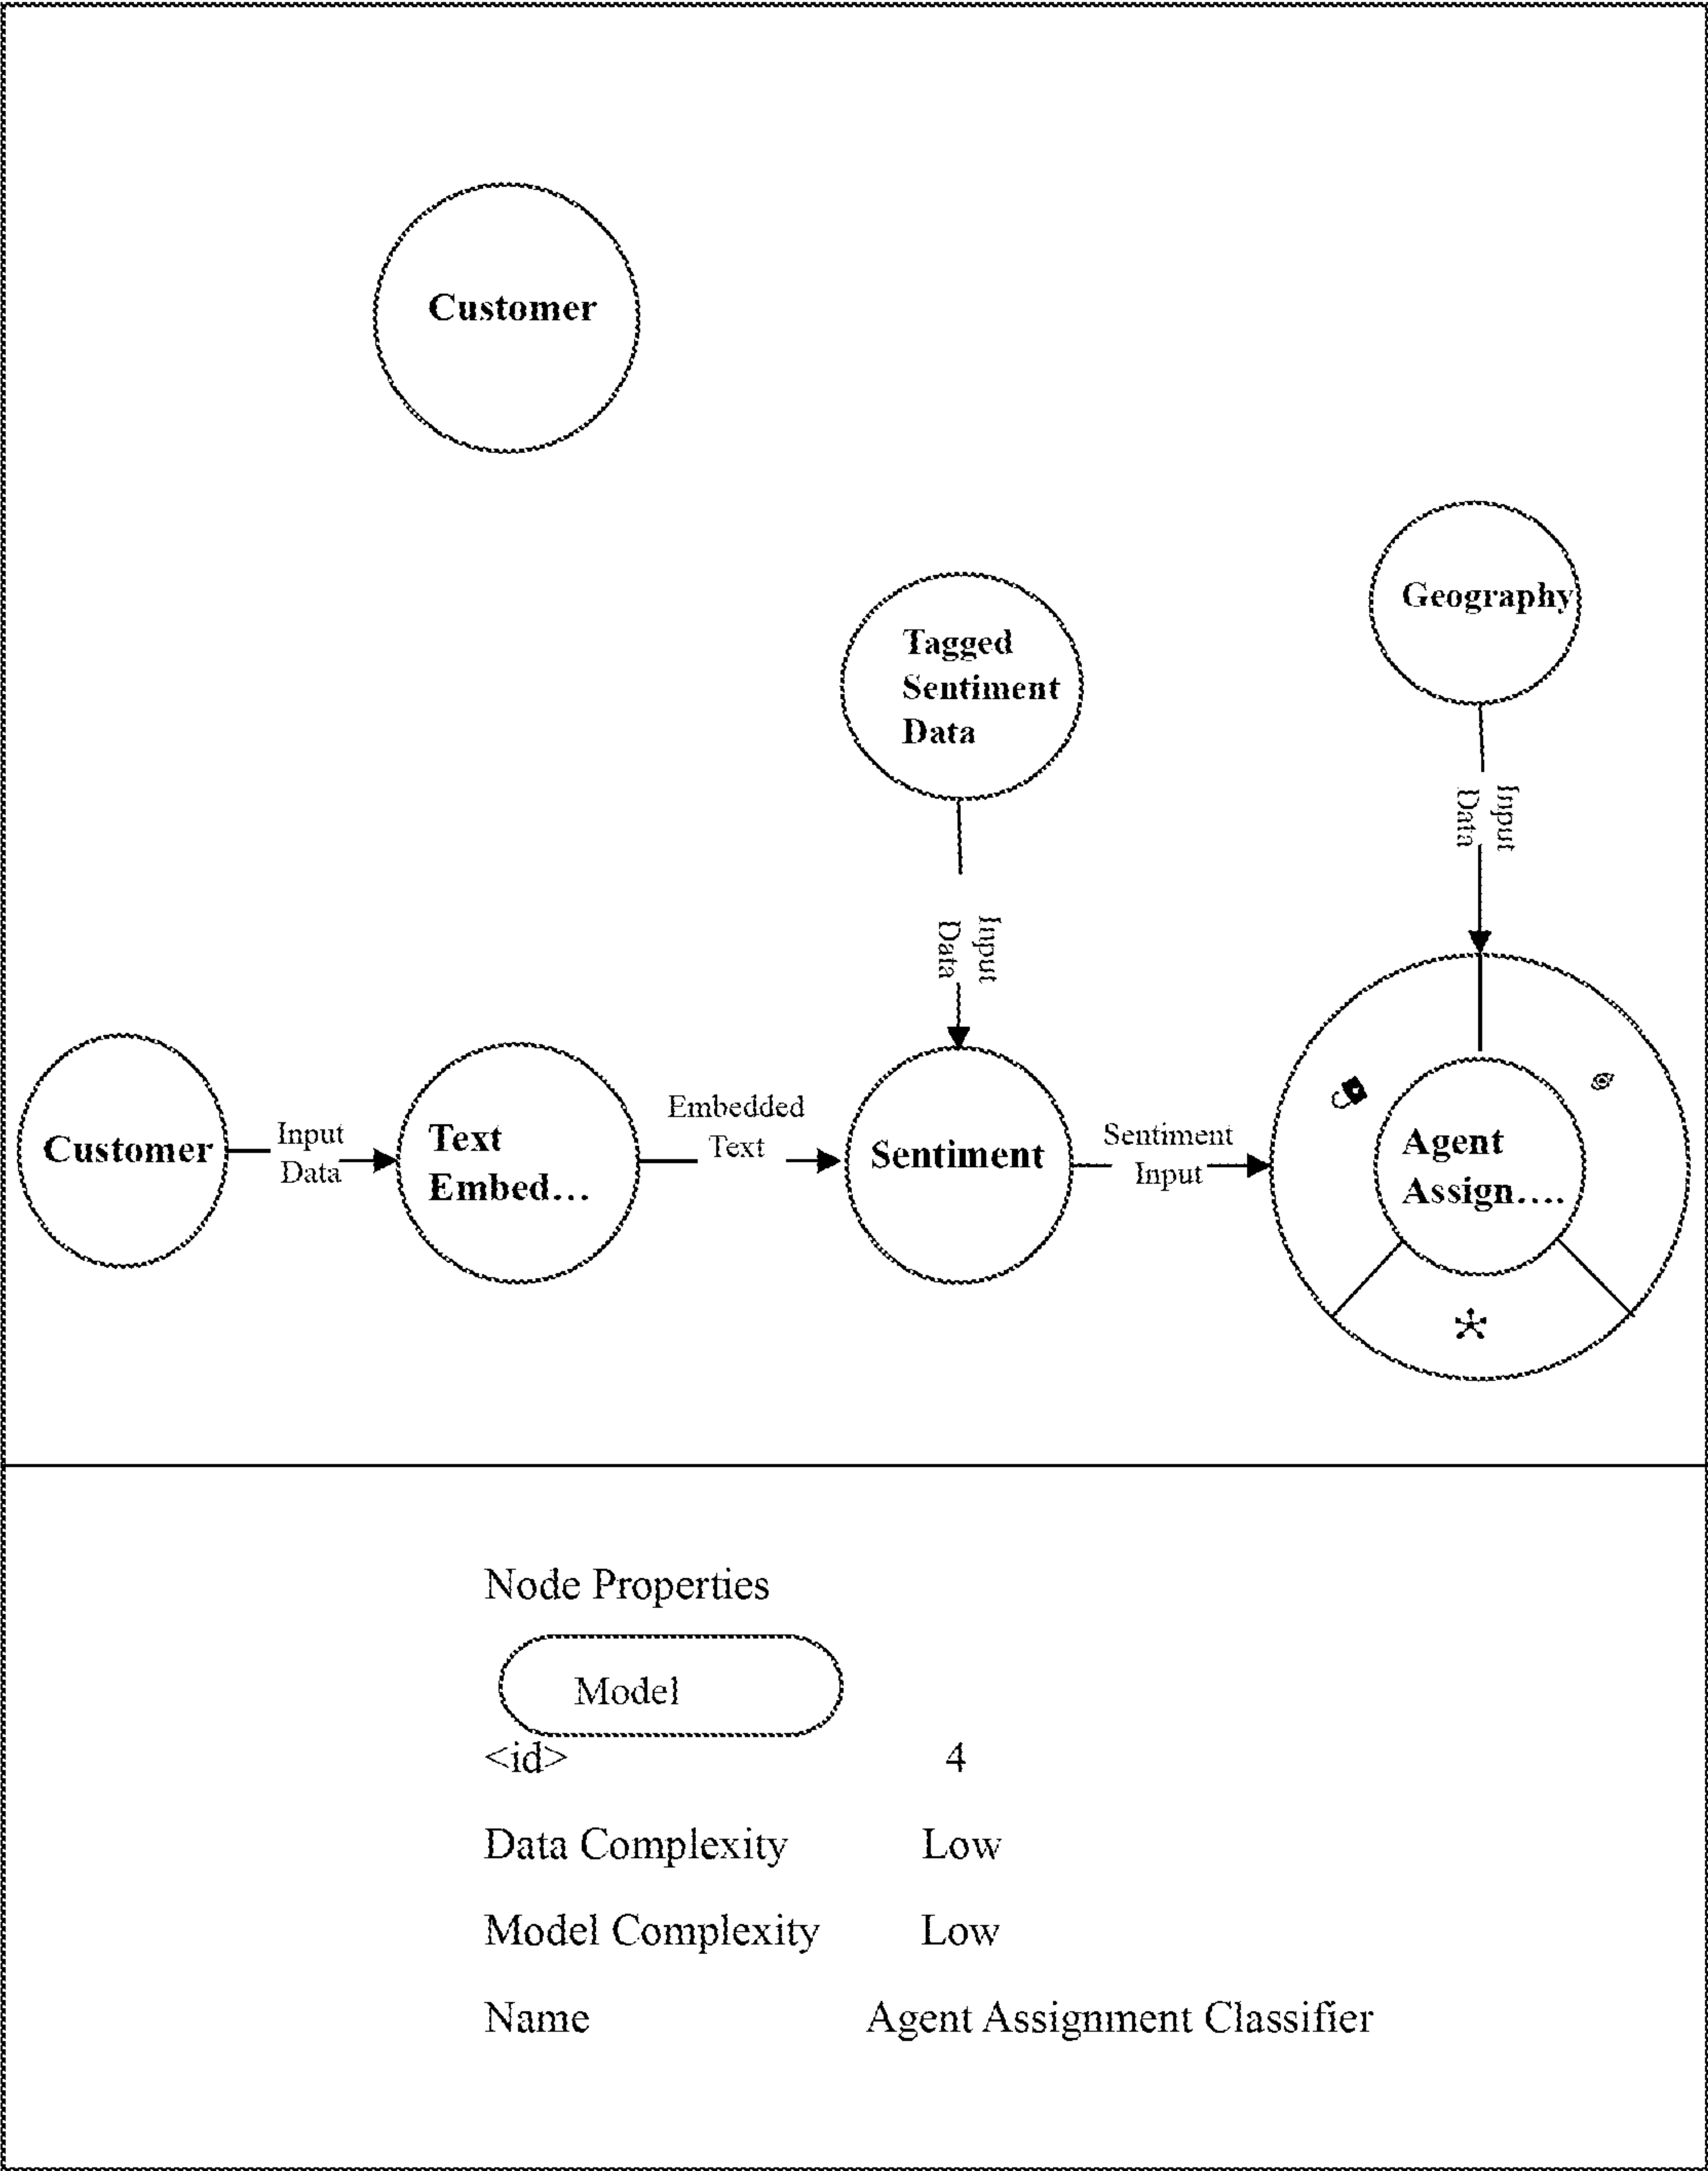 Customer
Geography
Tagged
Sentiment
Data
Input
Data
Input
Data
Customer
Input
Data
Text
Embed...
Embedded
Text
Sentiment
Sentiment
Input
Agent
Assign....
Node Properties
Model
<id> 4
Data Complexity Low
Model Complexity Low
Name Agent Assignment Classifier